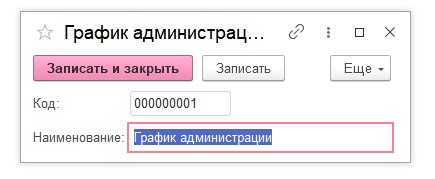 График администрац...
Записать и закрыть Записать Еще
Код: 000000001
Наименование: График администрации